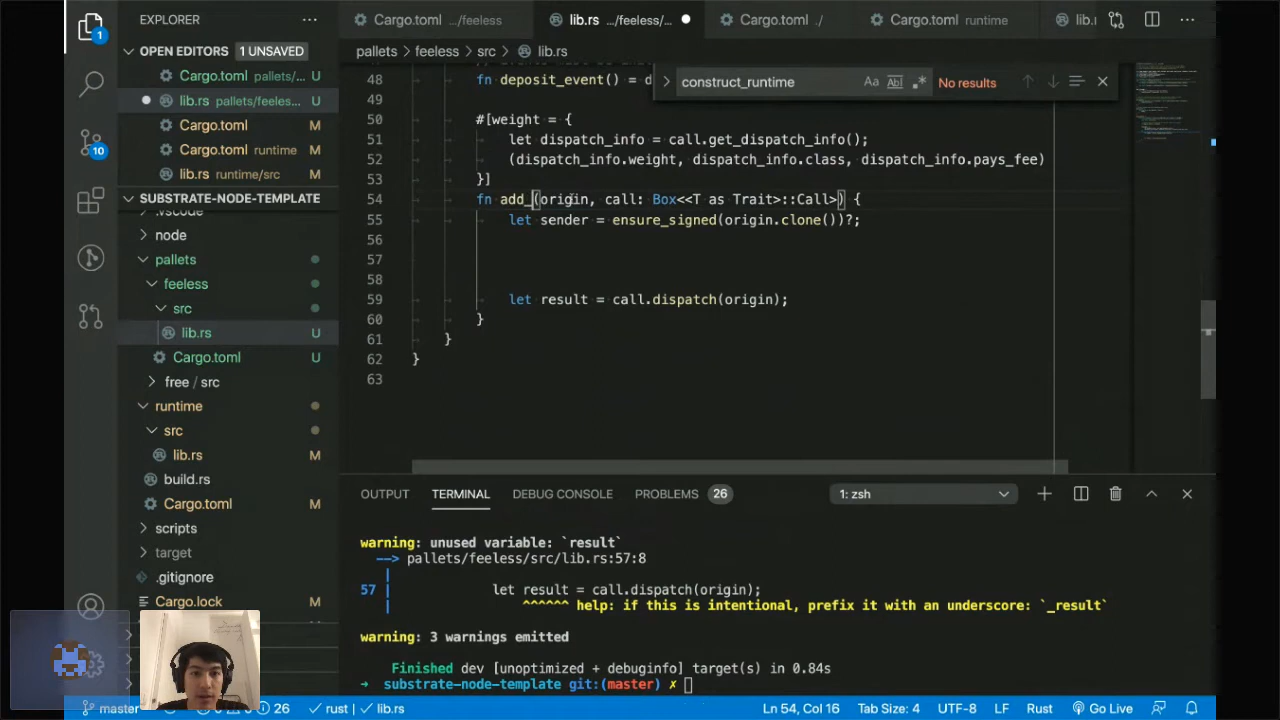 EXPLORER
OPEN EDITORS 1 UNSAVED
Cargo.toml pallets/... U
lib.rs pallets/feeles... U
Cargo.toml M
Cargo.toml runtime M
lib.rs runtime/src M
SUBSTRATE-NODE-TEMPLATE
.vscode
node
pallets
feeless
src
lib.rs U
Cargo.toml U
free / src
runtime
src
lib.rs M
build.rs
Cargo.toml M
scripts
target
.gitignore
Cargo.lock M
1
10
Cargo.toml .../feeless
lib.rs .../feeless/...
Cargo.toml ./
Cargo.toml runtime
pallets > feeless > src > lib.rs
construct_runtime Aa Abl .* No results
48 fn deposit_event() = d
49
50 #[weight = {
51 let dispatch_info = call.get_dispatch_info();
52 (dispatch_info.weight, dispatch_info.class, dispatch_info.pays_fee)
53 }]
54 fn add_(origin, call: Box<<T as Trait>::Call>) {
55 let sender = ensure_signed(origin.clone())?;
56
57
58
59 let result = call.dispatch(origin);
60 }
61 }
62 }
63
OUTPUT TERMINAL DEBUG CONSOLE PROBLEMS 26 1: zsh
warning: unused variable: `result`
--> pallets/feeless/src/lib.rs:57:8
|
57 | let result = call.dispatch(origin);
| ^^^^^^ help: if this is intentional, prefix it with an underscore: `_result`
warning: 3 warnings emitted
Finished dev [unoptimized + debuginfo] target(s) in 0.84s
➜ substrate-node-template git:(master) ✗
master 26 ✓ rust | ✓ lib.rs Ln 54, Col 16 Tab Size: 4 UTF-8 LF Rust Go Live